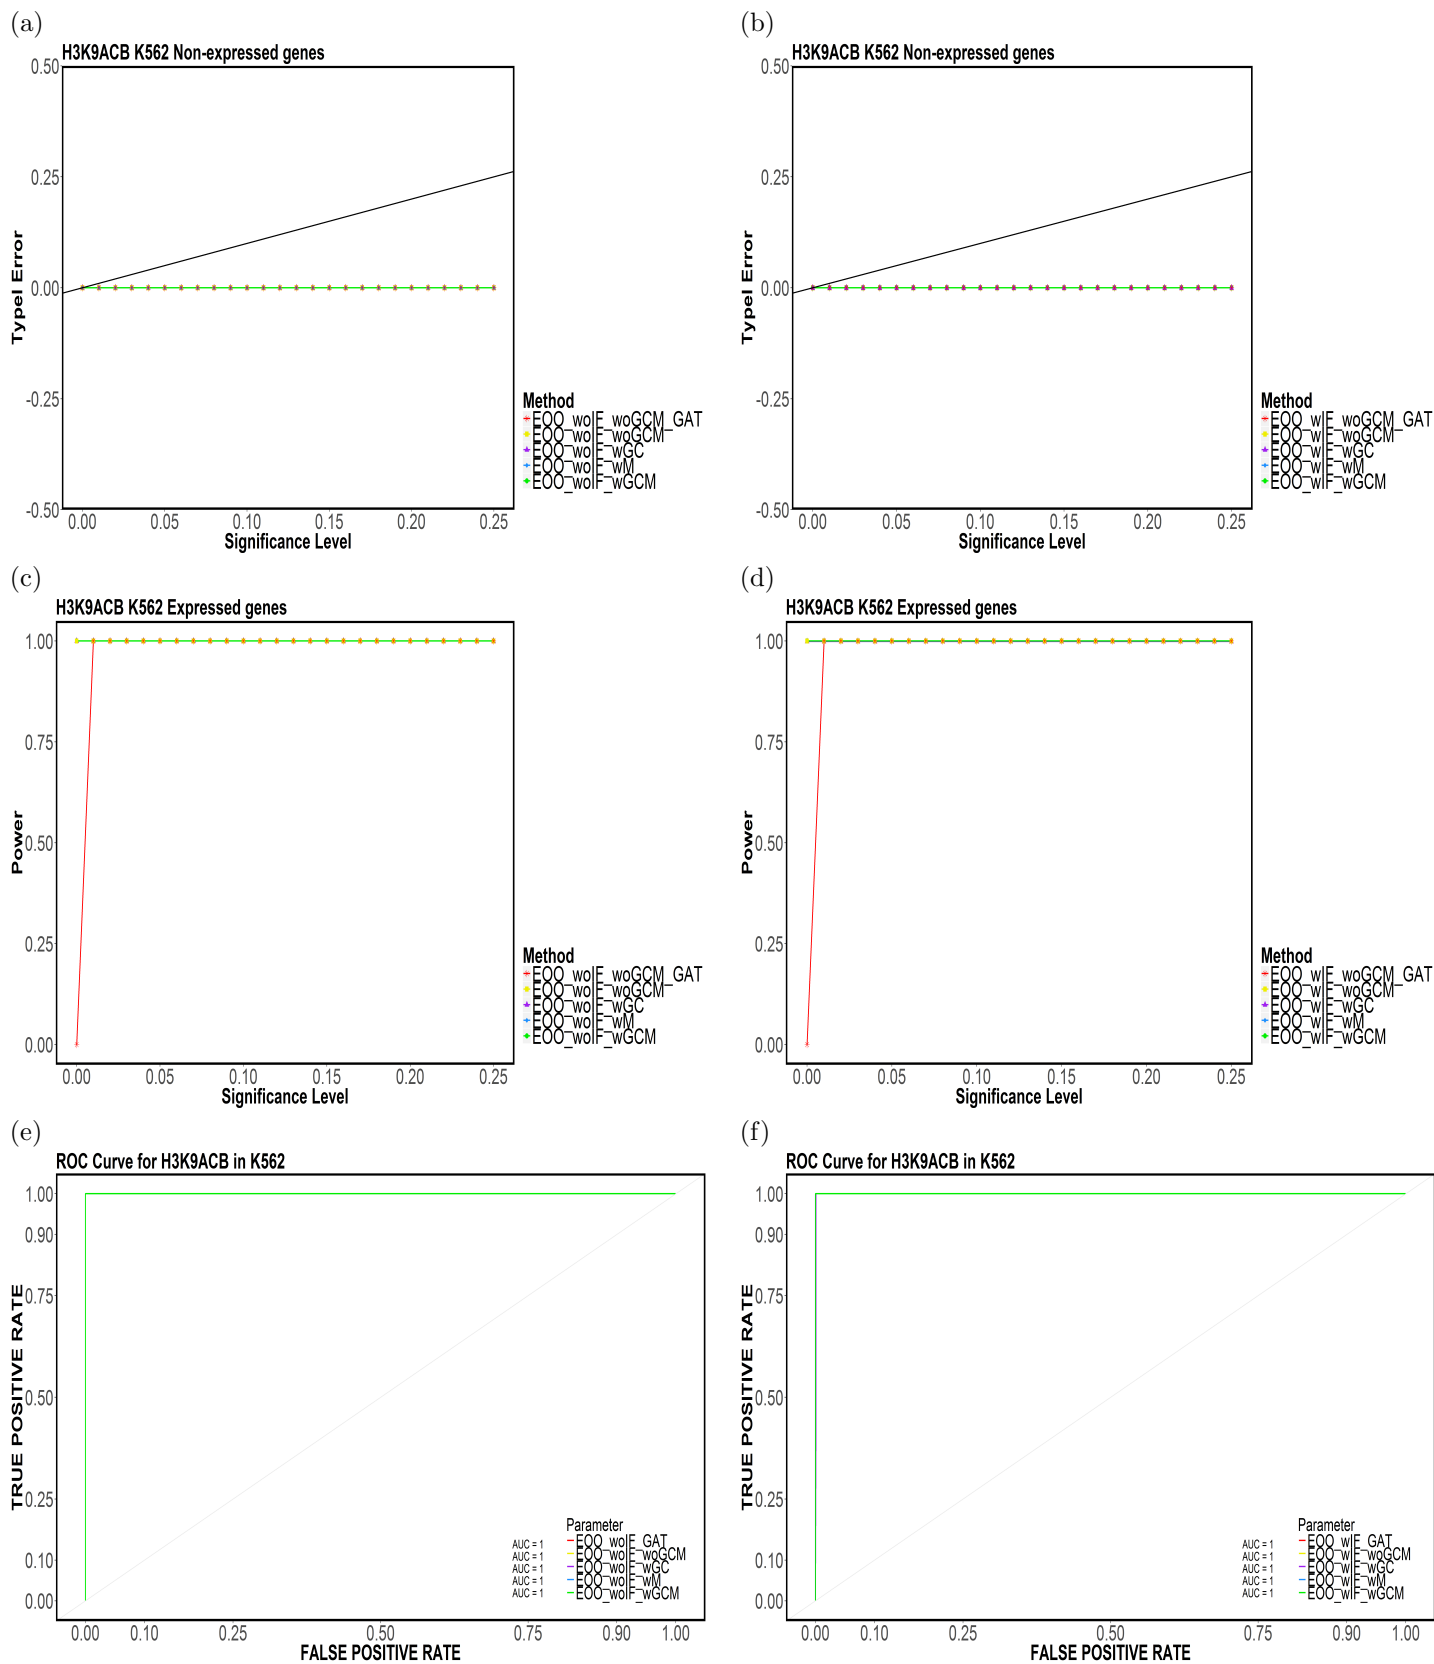 (a)
H3K9ACB K562 Non-expressed genes
0.50
0.25
0.00
-0.25
-0.50
TypeI Error
0.00 0.05 0.10 0.15 0.20 0.25
Significance Level
Method
EOO_woIF_woGCM_GAT
EOO_woIF_woGCM
EOO_woIF_wGC
EOO_woIF_wM
EOO_woIF_wGCM
(b)
H3K9ACB K562 Non-expressed genes
0.50
0.25
0.00
-0.25
-0.50
TypeI Error
0.00 0.05 0.10 0.15 0.20 0.25
Significance Level
Method
EOO_wIF_woGCM_GAT
EOO_wIF_woGCM
EOO_wIF_wGC
EOO_wIF_wM
EOO_wIF_wGCM
(c)
H3K9ACB K562 Expressed genes
1.00
0.75
0.50
0.25
0.00
Power
0.00 0.05 0.10 0.15 0.20 0.25
Significance Level
Method
EOO_woIF_woGCM_GAT
EOO_woIF_woGCM
EOO_woIF_wGC
EOO_woIF_wM
EOO_woIF_wGCM
(d)
H3K9ACB K562 Expressed genes
1.00
0.75
0.50
0.25
0.00
Power
0.00 0.05 0.10 0.15 0.20 0.25
Significance Level
Method
EOO_wIF_woGCM_GAT
EOO_wIF_woGCM
EOO_wIF_wGC
EOO_wIF_wM
EOO_wIF_wGCM
(e)
ROC Curve for H3K9ACB in K562
1.00
0.90
0.75
0.50
0.25
0.10
0.00
TRUE POSITIVE RATE
Parameter
AUC = 1 EOO_woIF_GAT
AUC = 1 EOO_woIF_woGCM
AUC = 1 EOO_woIF_wGC
AUC = 1 EOO_woIF_wM
AUC = 1 EOO_woIF_wGCM
0.00 0.10 0.25 0.50 0.75 0.90 1.00
FALSE POSITIVE RATE
(f)
ROC Curve for H3K9ACB in K562
1.00
0.90
0.75
0.50
0.25
0.10
0.00
TRUE POSITIVE RATE
Parameter
AUC = 1 EOO_wIF_GAT
AUC = 1 EOO_wIF_woGCM
AUC = 1 EOO_wIF_wGC
AUC = 1 EOO_wIF_wM
AUC = 1 EOO_wIF_wGCM
0.00 0.10 0.25 0.50 0.75 0.90 1.00
FALSE POSITIVE RATE